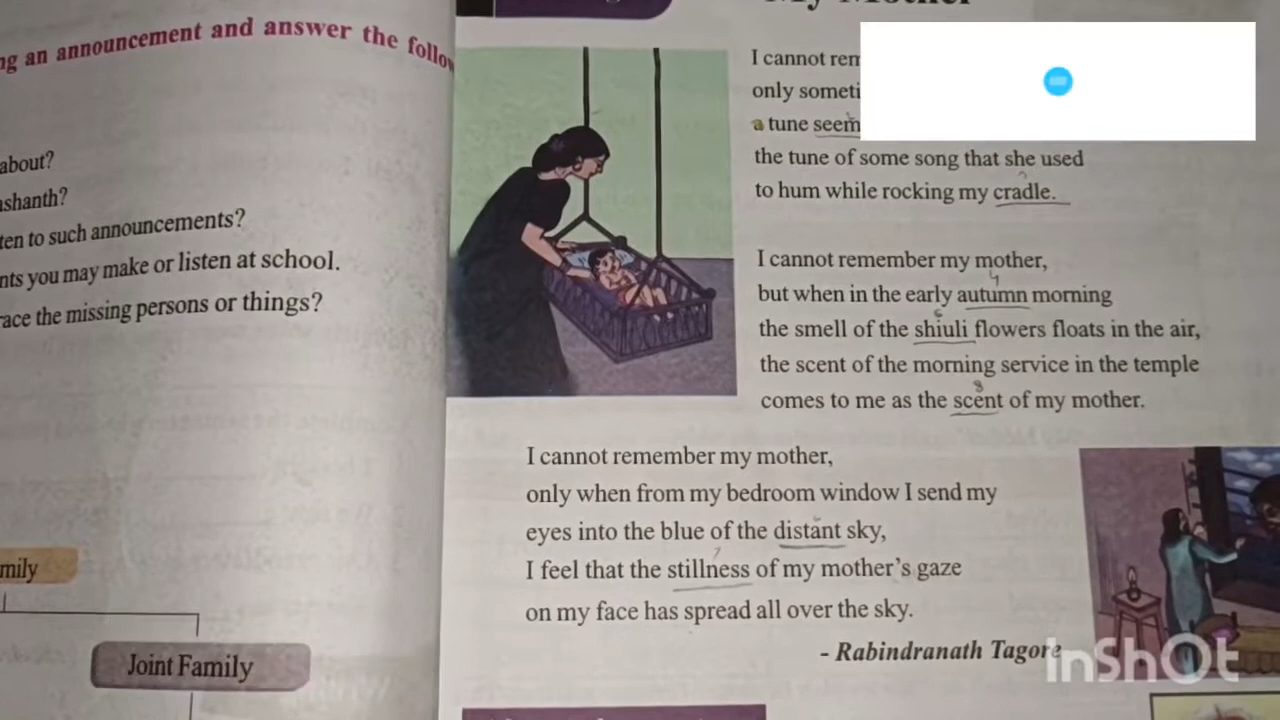 ng an announcement and answer the follow
about?
ashanth?
ten to such announcements?
nts you may make or listen at school.
race the missing persons or things?
mily
Joint Family
My Mother
I cannot rem
only someti
a tune seem
the tune of some song that she used
to hum while rocking my cradle.
I cannot remember my mother,
but when in the early autumn morning
the smell of the shiuli flowers floats in the air,
the scent of the morning service in the temple
comes to me as the scent of my mother.
I cannot remember my mother,
only when from my bedroom window I send my
eyes into the blue of the distant sky,
I feel that the stillness of my mother's gaze
on my face has spread all over the sky.
- Rabindranath Tagore
InShOt